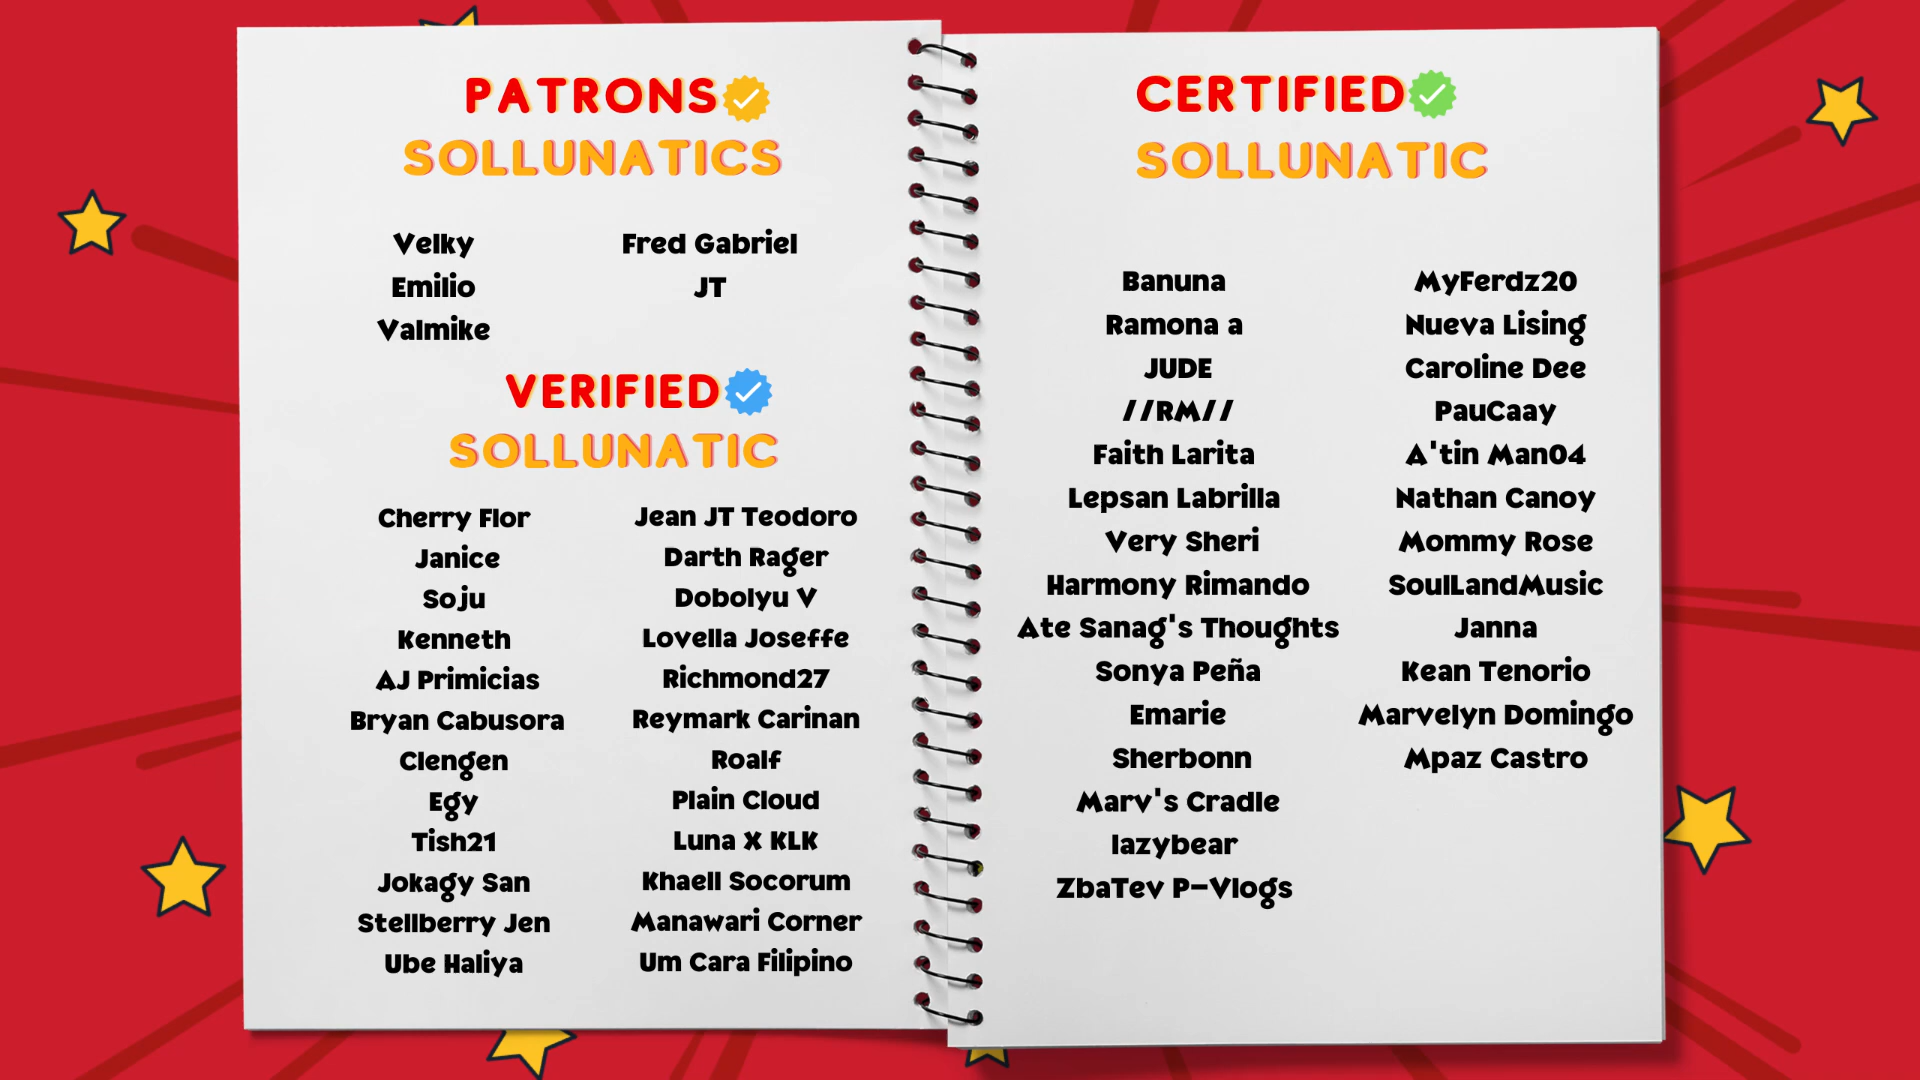 PATRONS
SOLLUNATICS
Velky
Emilio
Valmike
Fred Gabriel
JT
VERIFIED
SOLLUNATIC
Cherry Flor
Janice
Soju
Kenneth
AJ Primicias
Bryan Cabusora
Clengen
Egy
Tish21
Jokagy San
Stellberry Jen
Ube Haliya
Jean JT Teodoro
Darth Rager
Dobolyu V
Lovella Joseffe
Richmond27
Reymark Carinan
Roalf
Plain Cloud
Luna X KLK
Khaell Socorum
Manawari Corner
Um Cara Filipino
CERTIFIED
SOLLUNATIC
Banuna
Ramona a
JUDE
//RM//
Faith Larita
Lepsan Labrilla
Very Sheri
Harmony Rimando
Ate Sanag's Thoughts
Sonya Peña
Emarie
Sherbonn
Marv's Cradle
lazybear
ZbaTev P-Vlogs
MyFerdz20
Nueva Lising
Caroline Dee
PauCaay
A'tin Man04
Nathan Canoy
Mommy Rose
SoulLandMusic
Janna
Kean Tenorio
Marvelyn Domingo
Mpaz Castro